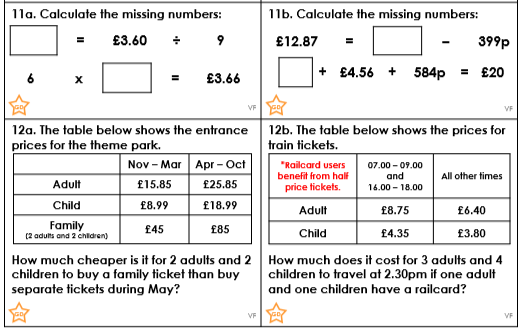 11a. Calculate the missing numbers:
= £3.60 ÷ 9
6 x = £3.66
GD
VF
11b. Calculate the missing numbers:
£12.87 = - 399p
+ £4.56 + 584p = £20
GD
VF
12a. The table below shows the entrance
prices for the theme park.
Nov – Mar Apr – Oct
Adult £15.85 £25.85
Child £8.99 £18.99
Family £45 £85
(2 adults and 2 children)
How much cheaper is it for 2 adults and 2
children to buy a family ticket than buy
separate tickets during May?
GD
VF
12b. The table below shows the prices for
train tickets.
*Railcard users
benefit from half
price tickets.
07.00 – 09.00
and
16.00 – 18.00
All other times
Adult £8.75 £6.40
Child £4.35 £3.80
How much does it cost for 3 adults and 4
children to travel at 2.30pm if one adult
and one children have a railcard?
GD
VF